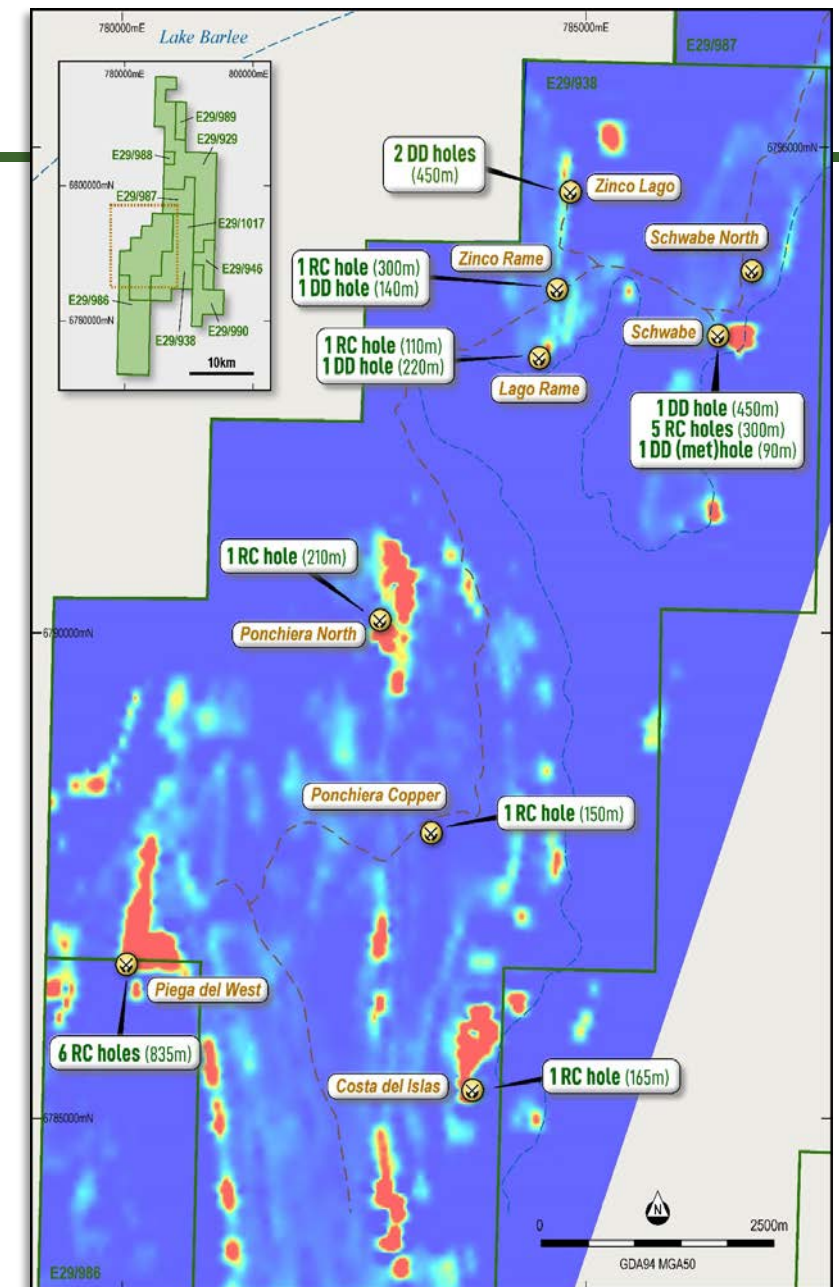 780000mE
785000mE
Lake Barlee
E29/987
E29/938
780000mE
800000mE
E29/989
E29/929
E29/988
6800000mN
E29/987
E29/1017
E29/946
E29/986
6780000mN
E29/990
E29/938
10km
6795000mN
2 DD holes
(450m)
Zinco Lago
Schwabe North
Zinco Rame
1 RC hole (300m)
1 DD hole (140m)
Schwabe
1 RC hole (110m)
1 DD hole (220m)
Lago Rame
1 DD hole (450m)
5 RC holes (300m)
1 DD (met)hole (90m)
1 RC hole (210m)
Ponchiera North
6790000mN
Ponchiera Copper
1 RC hole (150m)
Piega del West
6 RC holes (835m)
Costa del Islas
1 RC hole (165m)
6785000mN
N
0
2500m
GDA94 MGA50
E29/986